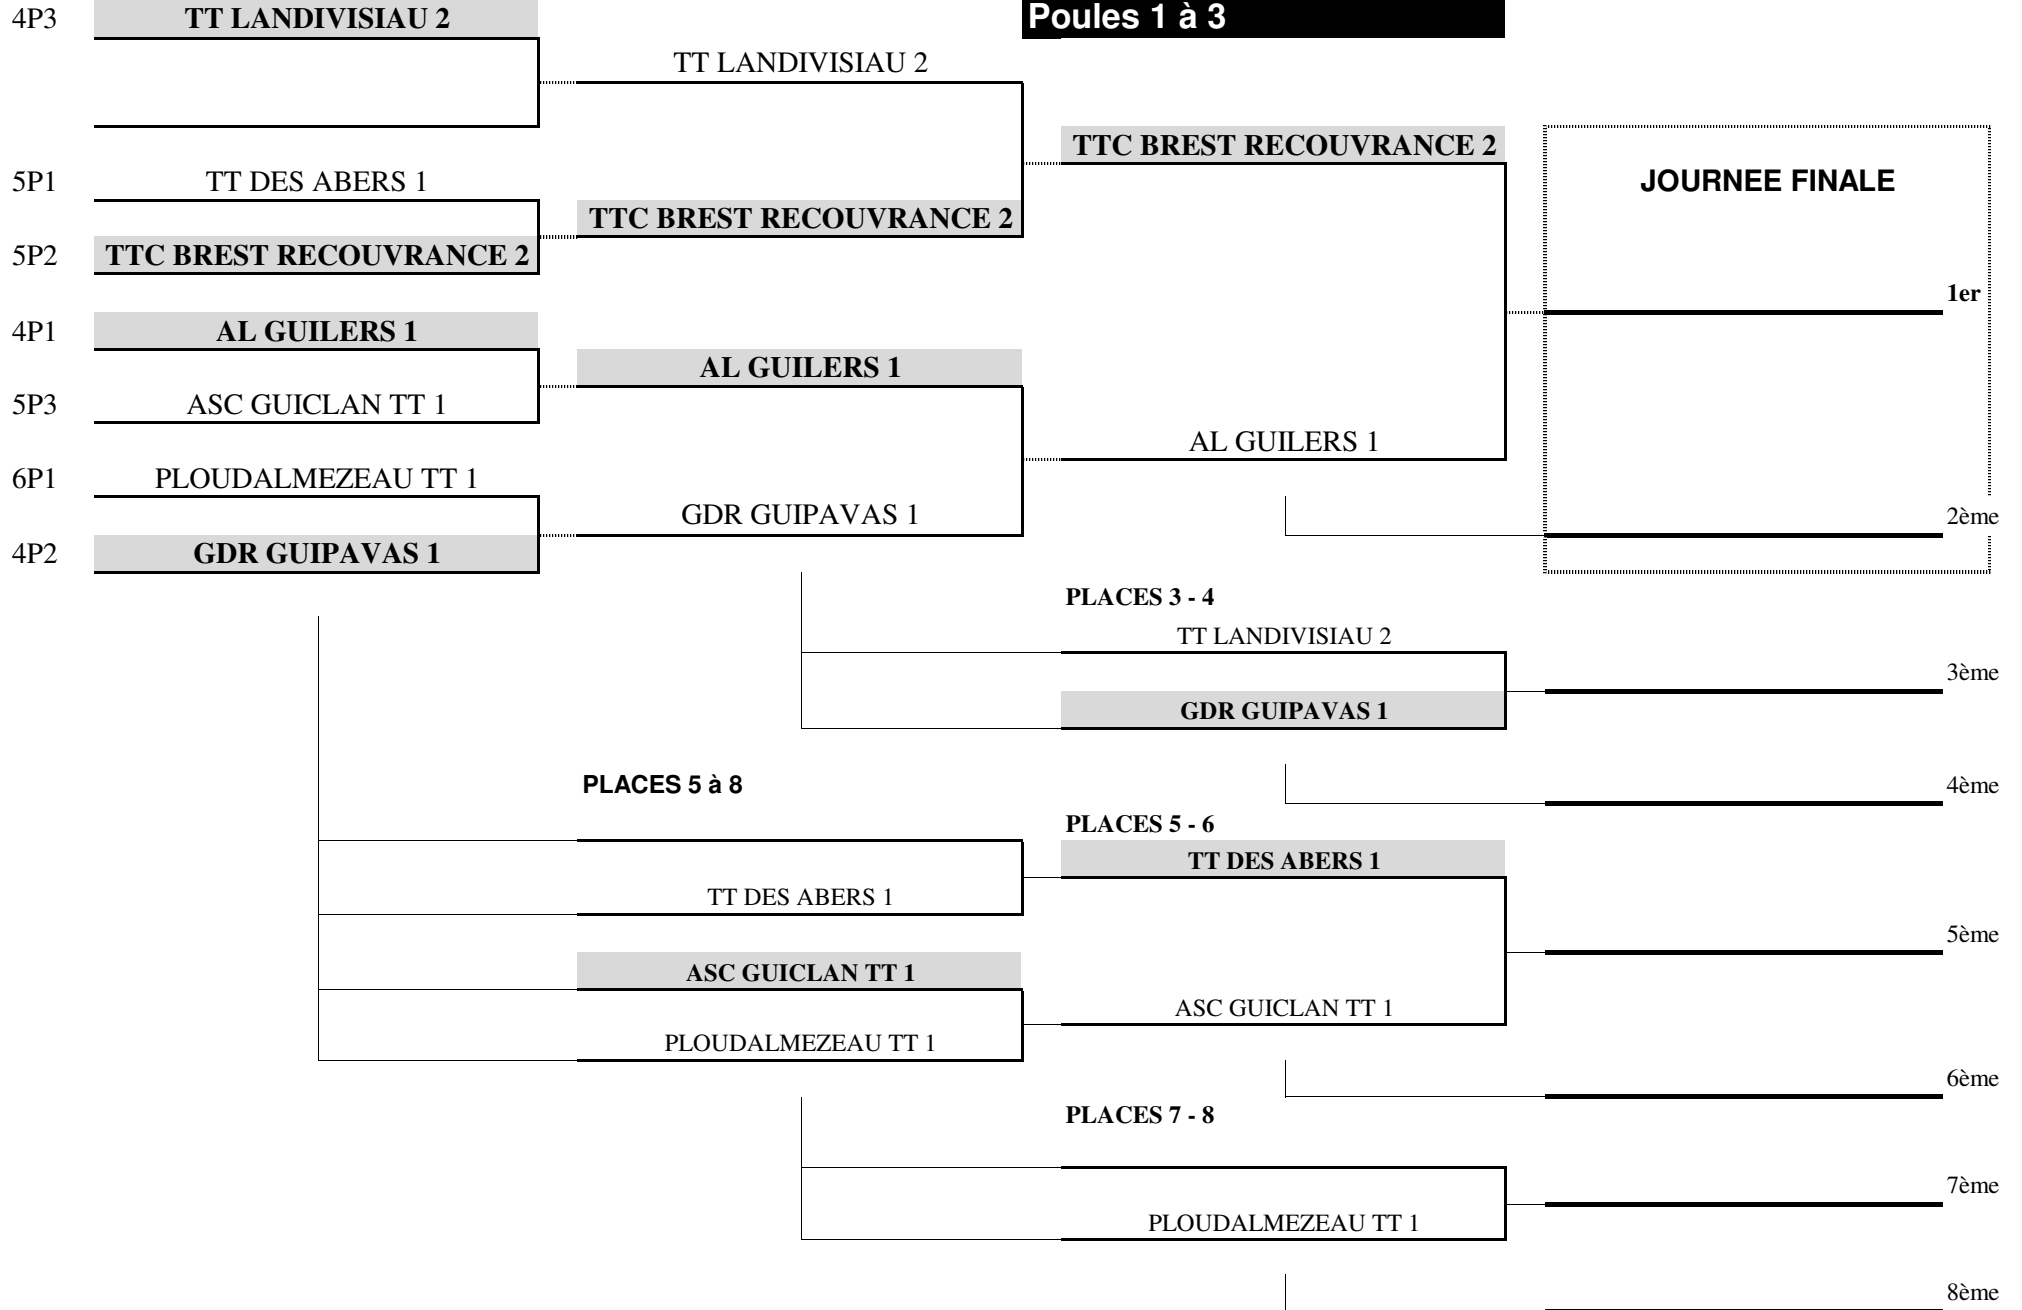 4P3 TT LANDIVISIAU 2
Poules 1 à 3
TT LANDIVISIAU 2
TTC BREST RECOUVRANCE 2
5P1 TT DES ABERS 1
JOURNEE FINALE
TTC BREST RECOUVRANCE 2
5P2 TTC BREST RECOUVRANCE 2
1er
4P1 AL GUILERS 1
AL GUILERS 1
5P3 ASC GUICLAN TT 1
AL GUILERS 1
6P1 PLOUDALMEZEAU TT 1
GDR GUIPAVAS 1
2ème
4P2 GDR GUIPAVAS 1
PLACES 3 - 4
TT LANDIVISIAU 2
3ème
GDR GUIPAVAS 1
PLACES 5 à 8
4ème
PLACES 5 - 6
TT DES ABERS 1
TT DES ABERS 1
5ème
ASC GUICLAN TT 1
ASC GUICLAN TT 1
PLOUDALMEZEAU TT 1
6ème
PLACES 7 - 8
7ème
PLOUDALMEZEAU TT 1
8ème